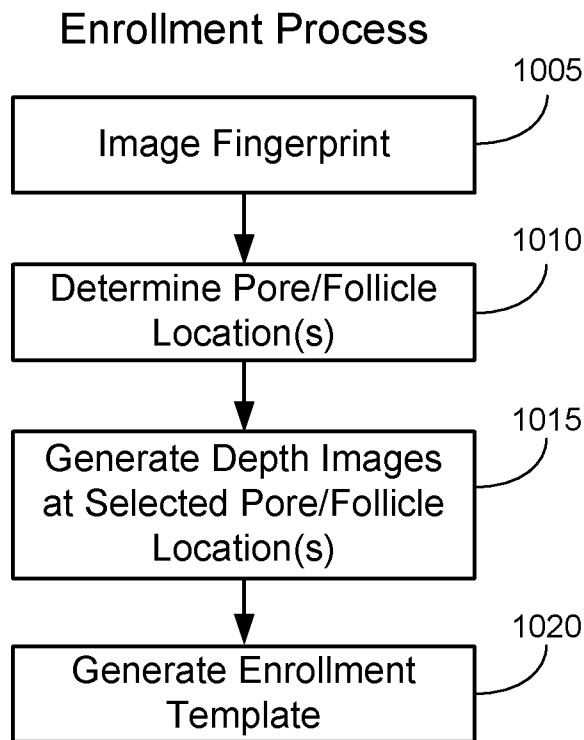 Enrollment Process
1005
Image Fingerprint
1010
Determine Pore/Follicle
Location(s)
1015
Generate Depth Images
at Selected Pore/Follicle
Location(s)
1020
Generate Enrollment
Template